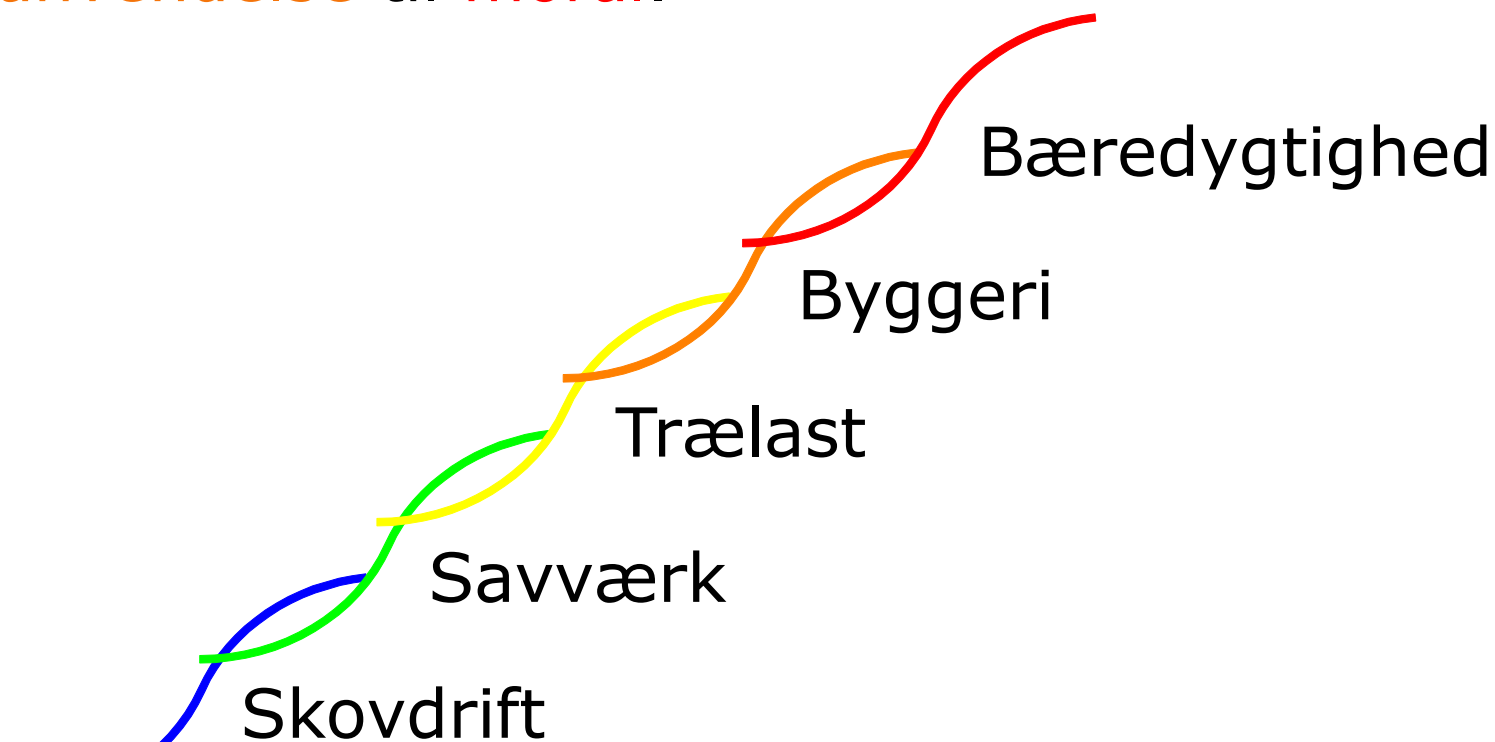 Bæredygtighed
Byggeri
Trælast
Savværk
Skovdrift